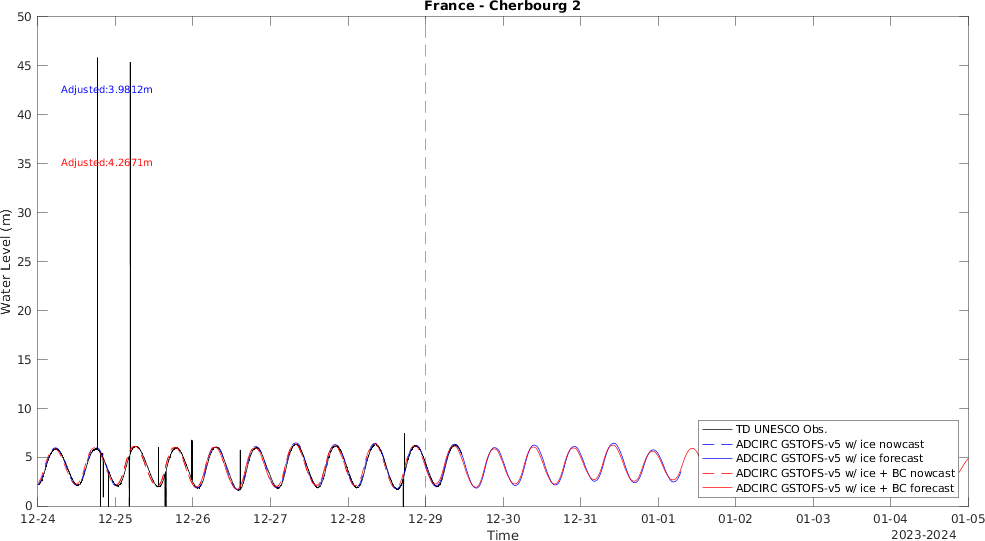 France - Cherbourg 2
50
45
40
35
30
25
20
15
10
5
0
Water Level (m)
Adjusted:3.9812m
Adjusted:4.2671m
TD UNESCO Obs.
ADCIRC GSTOFS-v5 w/ ice nowcast
ADCIRC GSTOFS-v5 w/ ice forecast
ADCIRC GSTOFS-v5 w/ ice + BC nowcast
ADCIRC GSTOFS-v5 w/ ice + BC forecast
12-24 12-25 12-26 12-27 12-28 12-29 12-30 12-31 01-01 01-02 01-03 01-04 01-05
Time
2023-2024